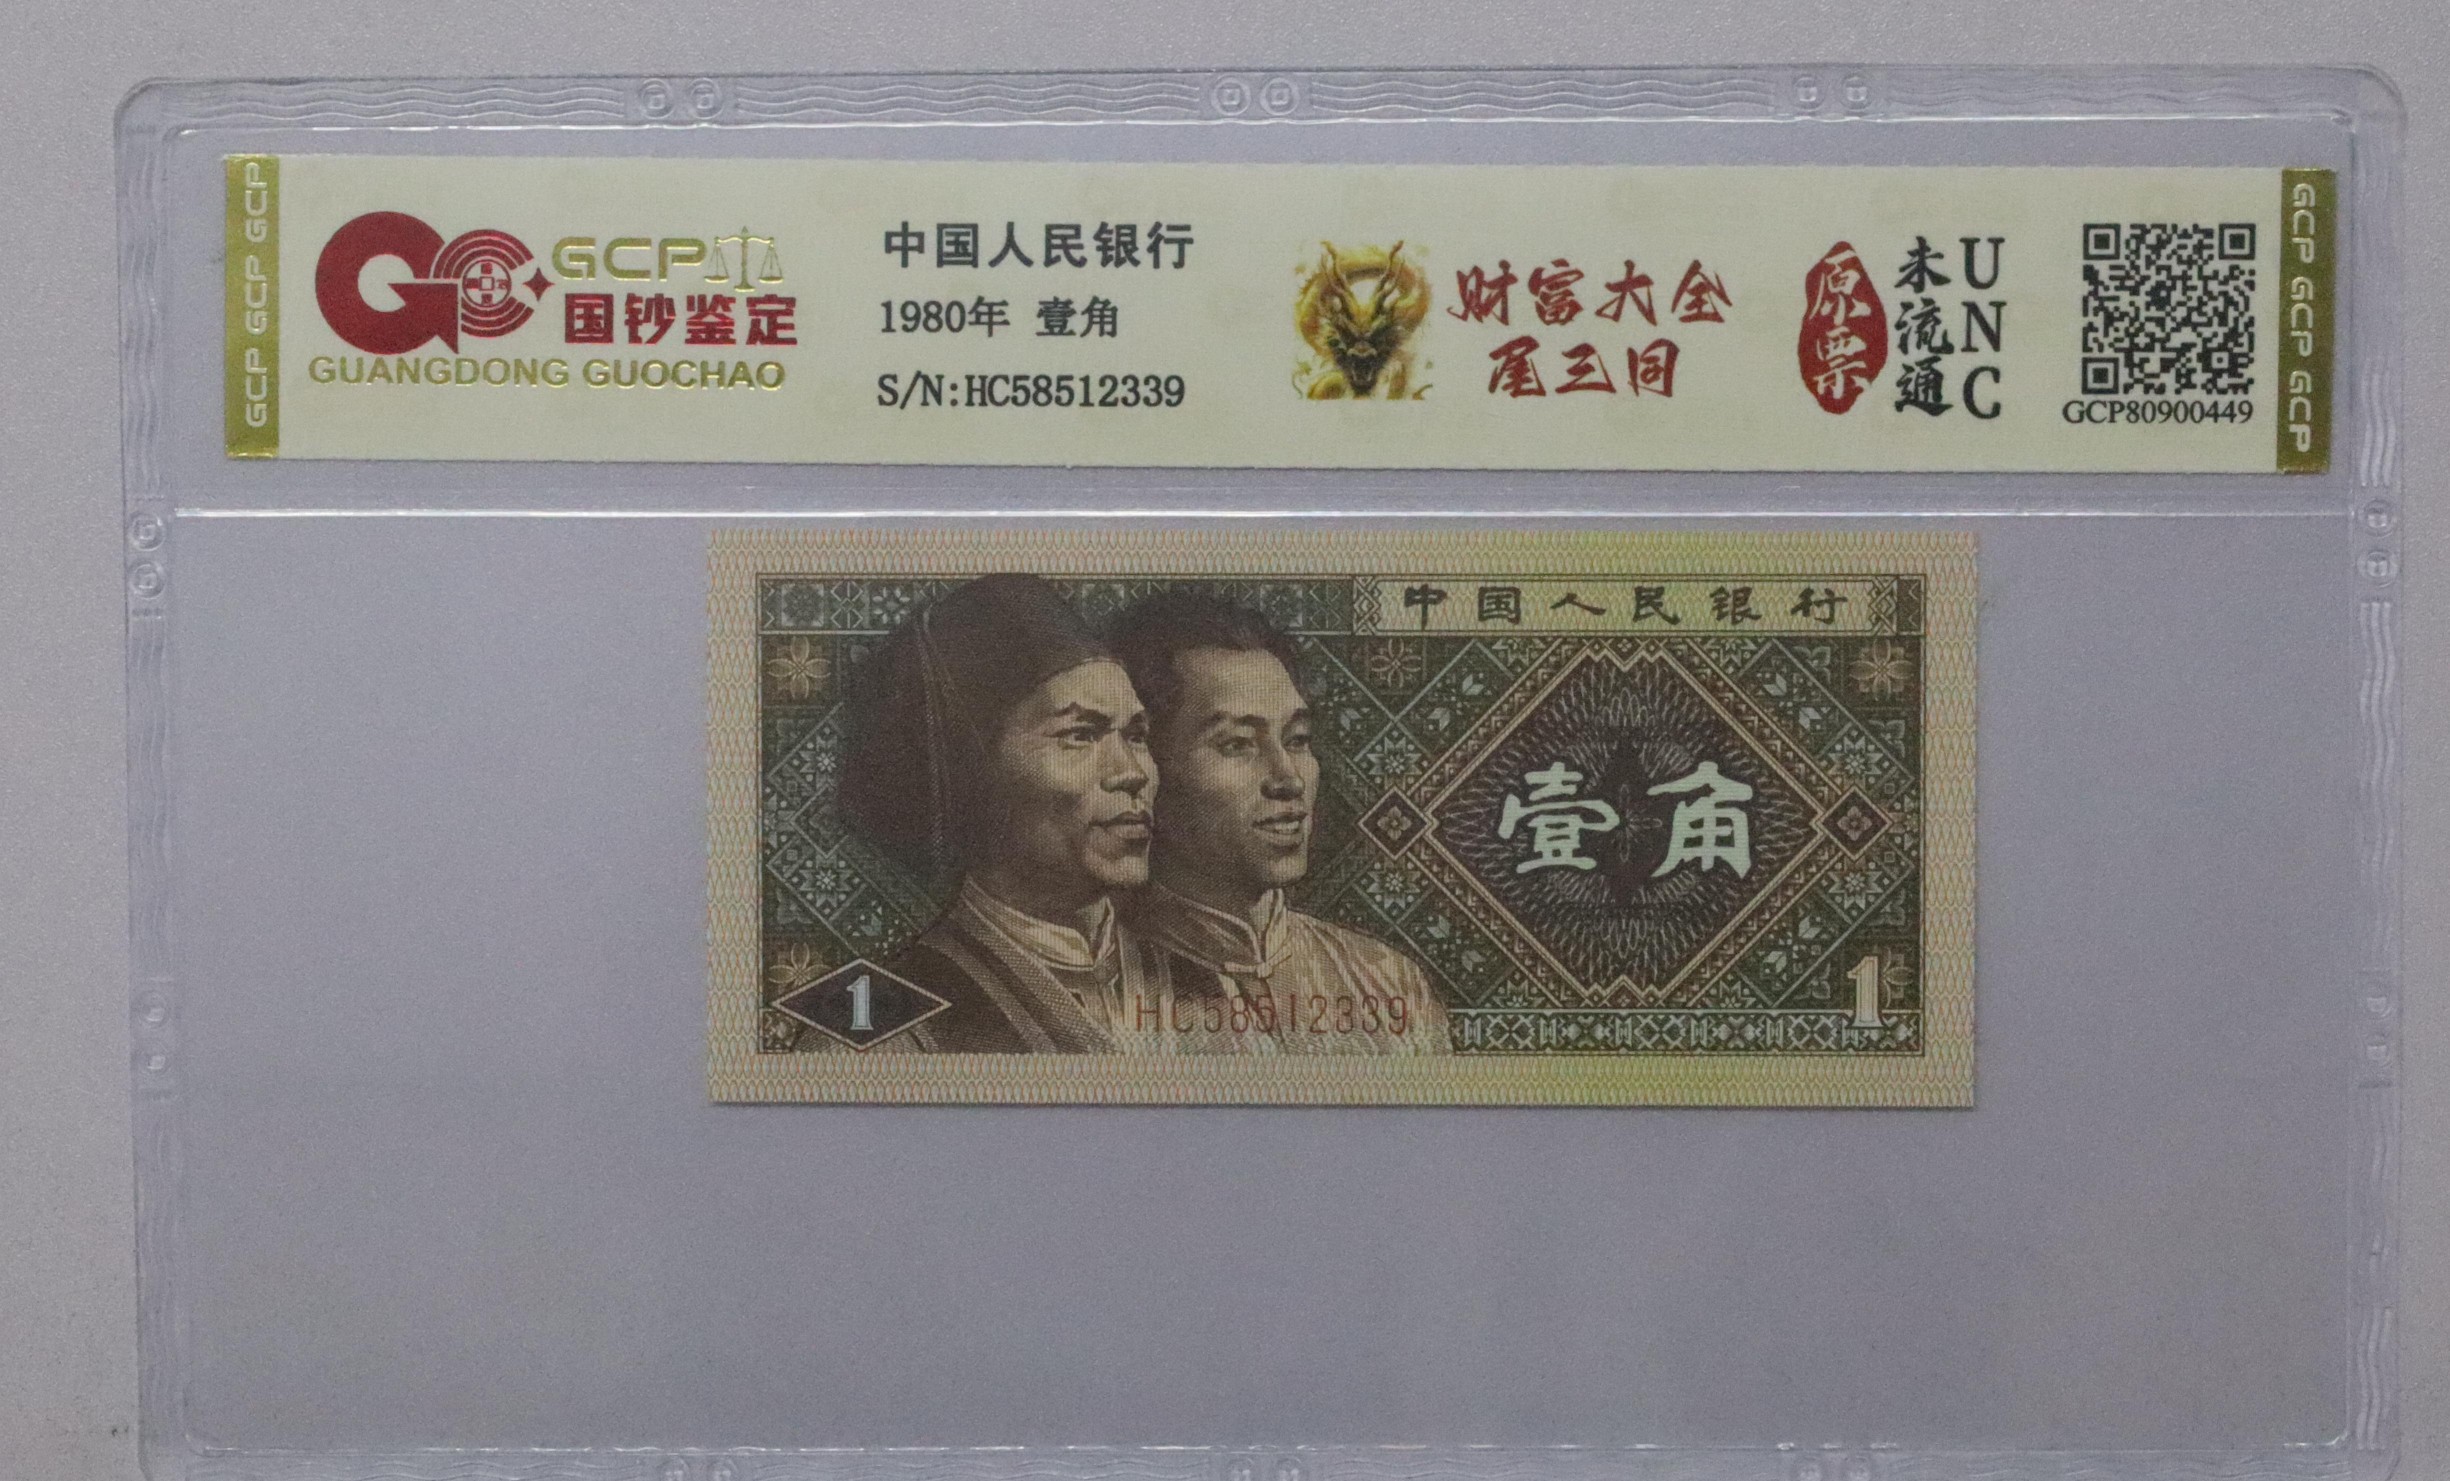 GCP GCP GCP
GCP
国钞鉴定
GUANGDONG GUOCHAO
中国人民银行
1980年 壹角
S/N:HC58512339
财富大全
尾三同
原票
未流通
UNC
GCP80900449
GCP GCP GCP
中国人民银行
壹角
1
HC58512339
1